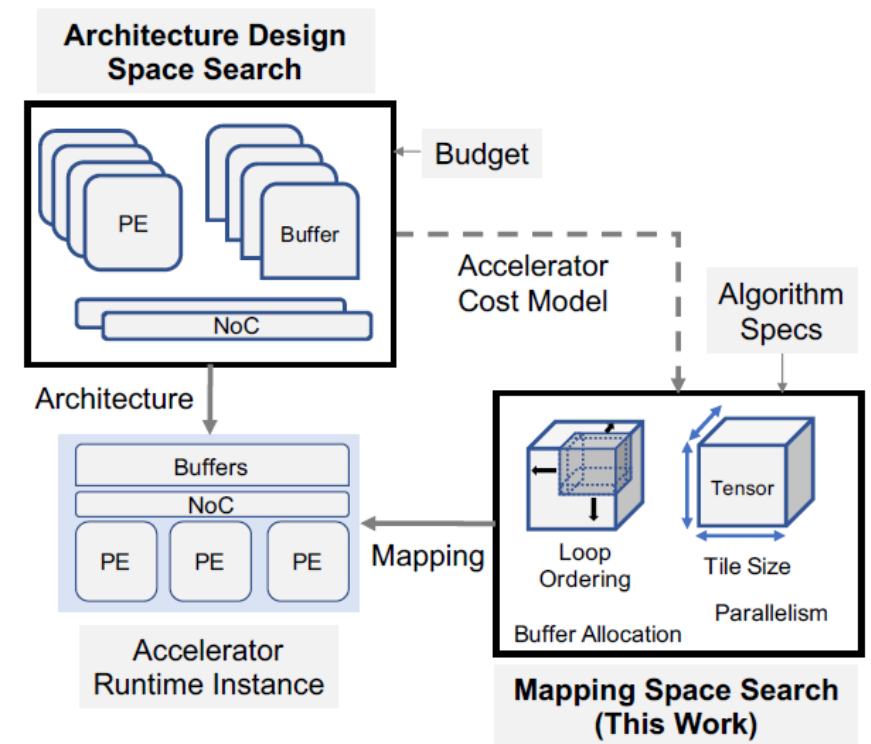 Architecture Design
Space Search
PE
Buffer
NoC
Budget
Accelerator
Cost Model
Algorithm
Specs
Architecture
Buffers
NoC
PE
PE
PE
Mapping
Tensor
Loop
Ordering
Tile Size
Parallelism
Buffer Allocation
Accelerator
Runtime Instance
Mapping Space Search
(This Work)